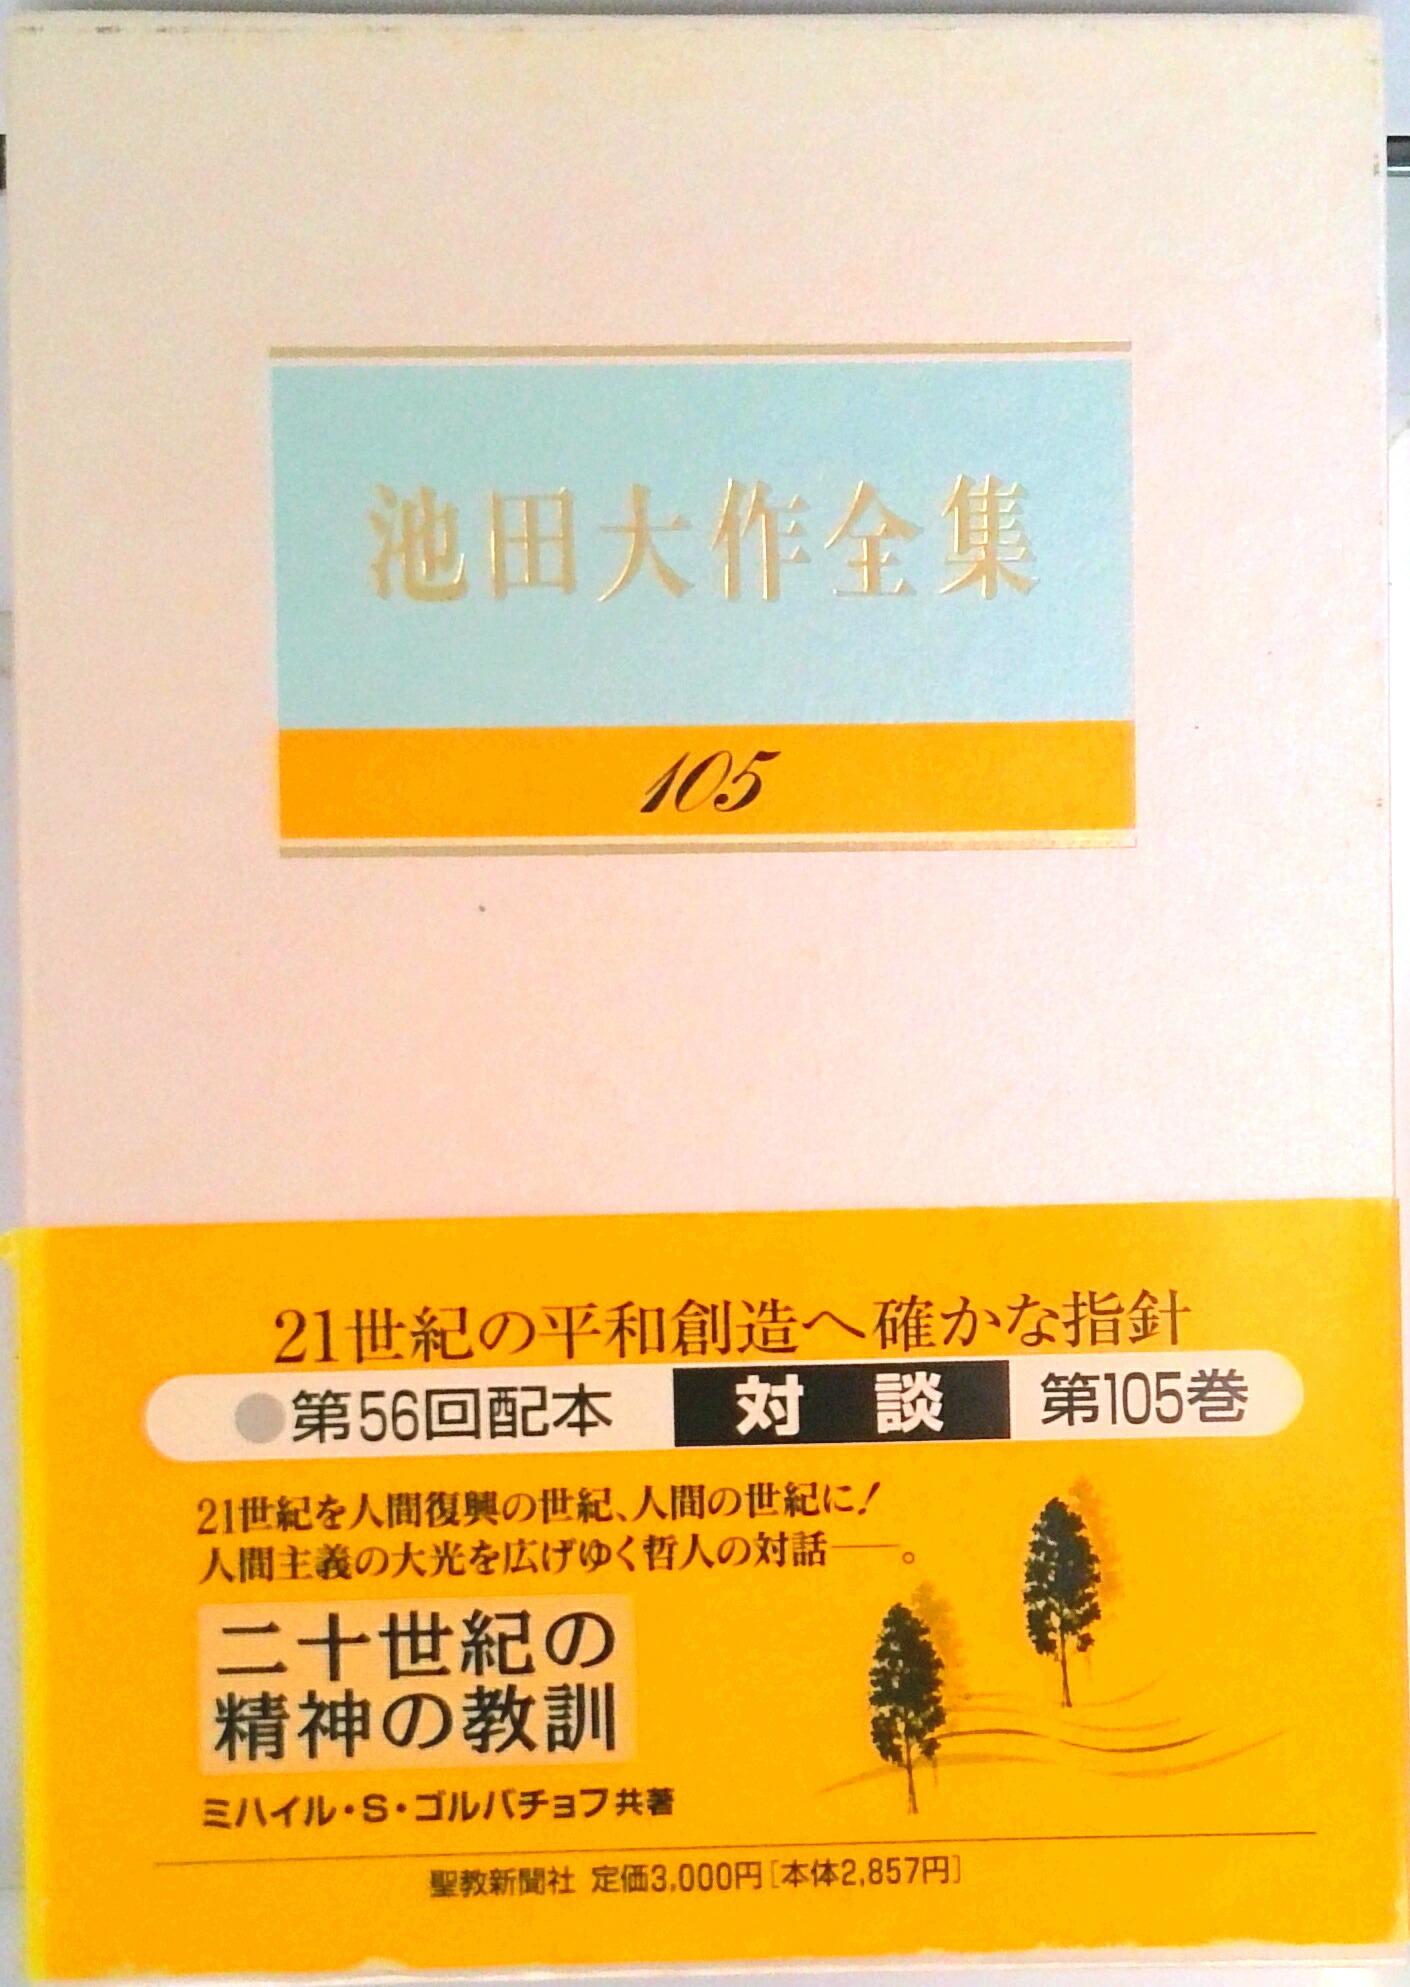 池田大作全集
105
21世紀の平和創造へ確かな指針
●第56回配本 対談 第105巻
21世紀を人間復興の世紀、人間の世紀に!
人間主義の大光を広げゆく哲人の対話――。
二十世紀の
精神の教訓
ミハイル・S・ゴルバチョフ共著
聖教新聞社 定価3,000円[本体2,857円]